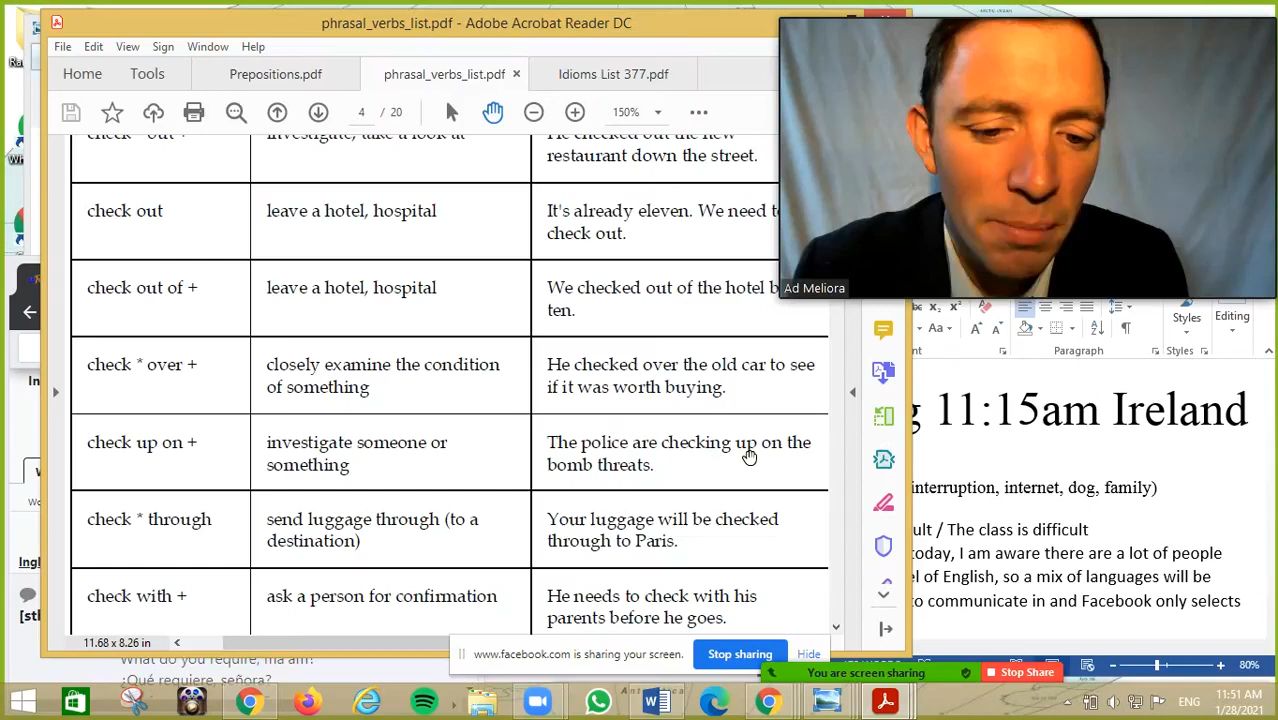 phrasal_verbs_list.pdf - Adobe Acrobat Reader DC
File Edit View Sign Window Help
Home Tools Prepositions.pdf phrasal_verbs_list.pdf × Idioms List 377.pdf
4 / 20 150%
He checked out the new
restaurant down the street.
check out leave a hotel, hospital It's already eleven. We need
check out.
check out of + leave a hotel, hospital We checked out of the hotel
ten.
check * over + closely examine the condition He checked over the old car to see
of something if it was worth buying.
check up on + investigate someone or The police are checking up on the
something bomb threats.
check * through send luggage through (to a Your luggage will be checked
destination) through to Paris.
check with + ask a person for confirmation He needs to check with his
parents before he goes.
11.68 x 8.26 in
Ad Meliora
Styles Editing
Paragraph Styles
11:15am Ireland
interruption, internet, dog, family)
/ The class is difficult
today, I am aware there are a lot of people
of English, so a mix of languages will be
to communicate in and Facebook only selects
www.facebook.com is sharing your screen. Stop sharing Hide
You are screen sharing Stop Share
What do you require, ma am?
¿Qué requiere señora?
80%
ENG
11:51 AM
1/28/2021